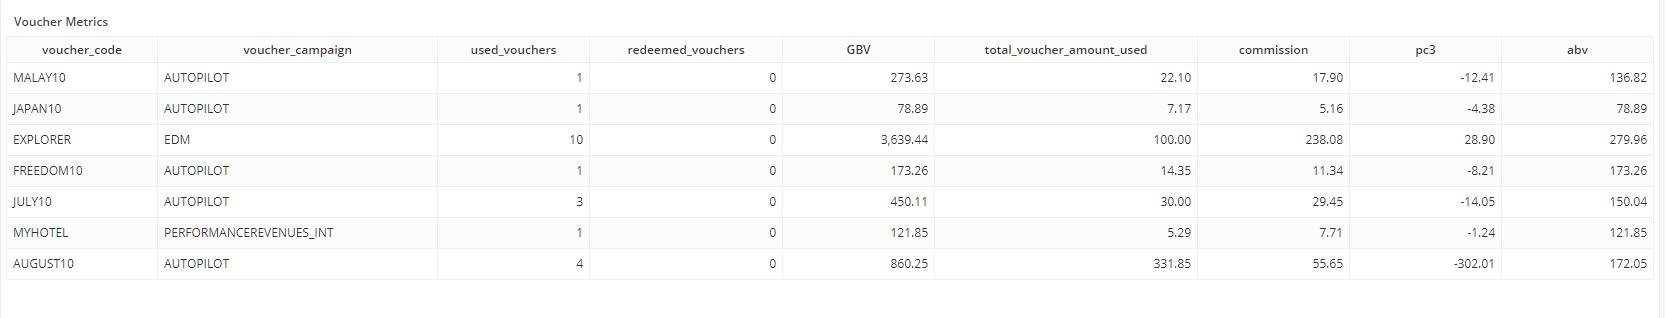 Voucher Metrics
voucher_code voucher_campaign used_vouchers redeemed_vouchers GBV total_voucher_amount_used commission pc3 abv
MALAY10 AUTOPILOT 1 0 273.63 22.10 17.90 -12.41 136.82
JAPAN10 AUTOPILOT 1 0 78.89 7.17 5.16 -4.38 78.89
EXPLORER EDM 10 0 3,639.44 100.00 238.08 28.90 279.96
FREEDOM10 AUTOPILOT 1 0 173.26 14.35 11.34 -8.21 173.26
JULY10 AUTOPILOT 3 0 450.11 30.00 29.45 -14.05 150.04
MYHOTEL PERFORMANCEREVENUES_INT 1 0 121.85 5.29 7.71 -1.24 121.85
AUGUST10 AUTOPILOT 4 0 860.25 331.85 55.65 -302.01 172.05